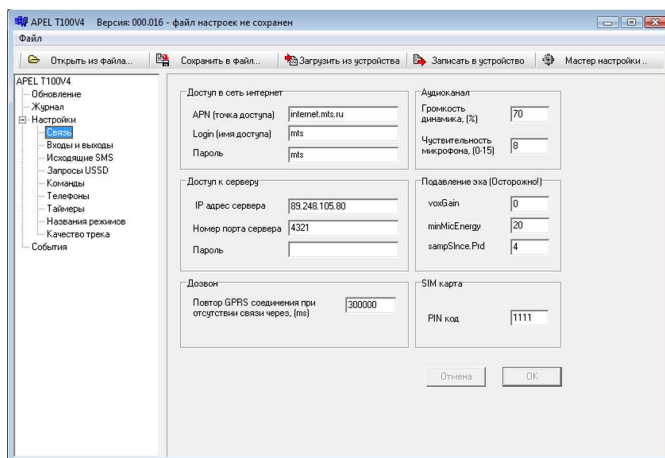 APEL T100V4 Версия: 000.016 - файл настроек не сохранен
Файл
Открыть из файла... Сохранить в файл... Загрузить из устройства Записать в устройство Мастер настройки ..
APEL T100V4
Обновление
Журнал
Настройки
Связь
Входы и выходы
Исходящие SMS
Запросы USSD
Команды
Телефоны
Таймеры
Названия режимов
Качество трека
События
Доступ в сеть интернет
APN (точка доступа) internet.mts.ru
Login (имя доступа) mts
Пароль mts
Доступ к серверу
IP адрес сервера 89.248.105.80
Номер порта сервера 4321
Пароль
Дозвон
Повтор GPRS соединения при
отсутствии связи через, (ms) 300000
Аудиоканал
Громкость
динамика, (%) 70
Чуствительность
микрофона, (0-15) 8
Подавление эха (Осторожно!)
voxGain 0
minMicEnergy 20
sampSlnce.Prd 4
SIM карта
PIN код 1111
Отмена OK